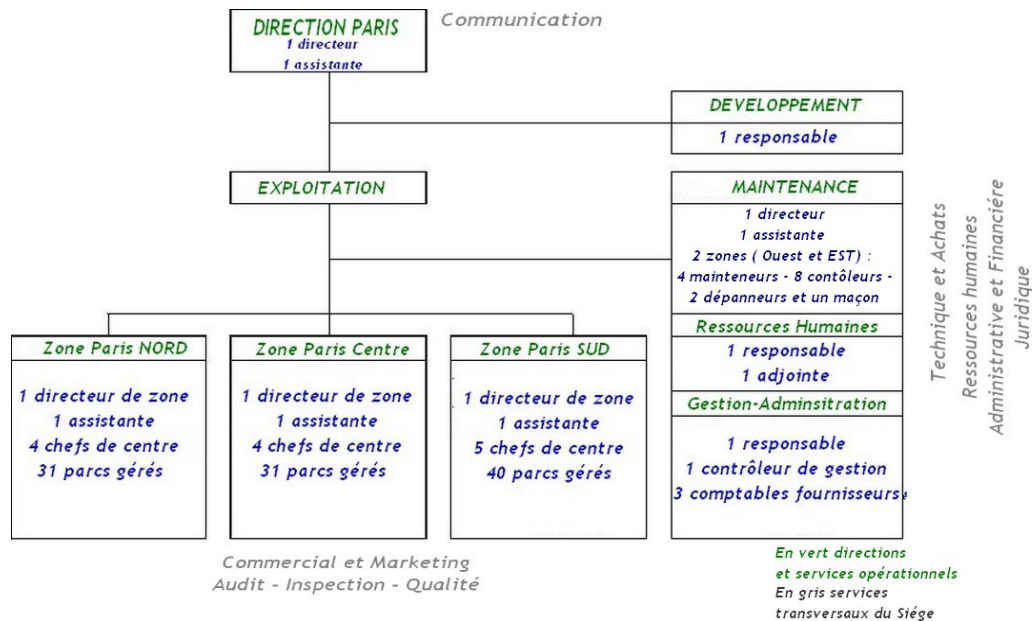 Communication
DIRECTION PARIS
1 directeur
1 assistante
DEVELOPPEMENT
1 responsable
EXPLOITATION
MAINTENANCE
1 directeur
1 assistante
2 zones ( Ouest et EST) :
4 mainteneurs - 8 contôleurs -
2 dépanneurs et un maçon
Ressources Humaines
1 responsable
1 adjointe
Gestion-Adminsitration
1 responsable
1 contrôleur de gestion
3 comptables fournisseurs
Zone Paris NORD
1 directeur de zone
1 assistante
4 chefs de centre
31 parcs gérés
Zone Paris Centre
1 directeur de zone
1 assistante
4 chefs de centre
31 parcs gérés
Zone Paris SUD
1 directeur de zone
1 assistante
5 chefs de centre
40 parcs gérés
Technique et Achats
Ressources humaines
Administrative et Financiére
Juridique
Commercial et Marketing
Audit - Inspection - Qualité
En vert directions
et services opérationnels
En gris services
transversaux du Siége